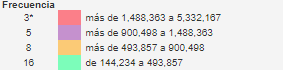 Frecuencia
3* más de 1,488,363 a 5,332,167
5 más de 900,498 a 1,488,363
8 más de 493,857 a 900,498
16 de 144,234 a 493,857